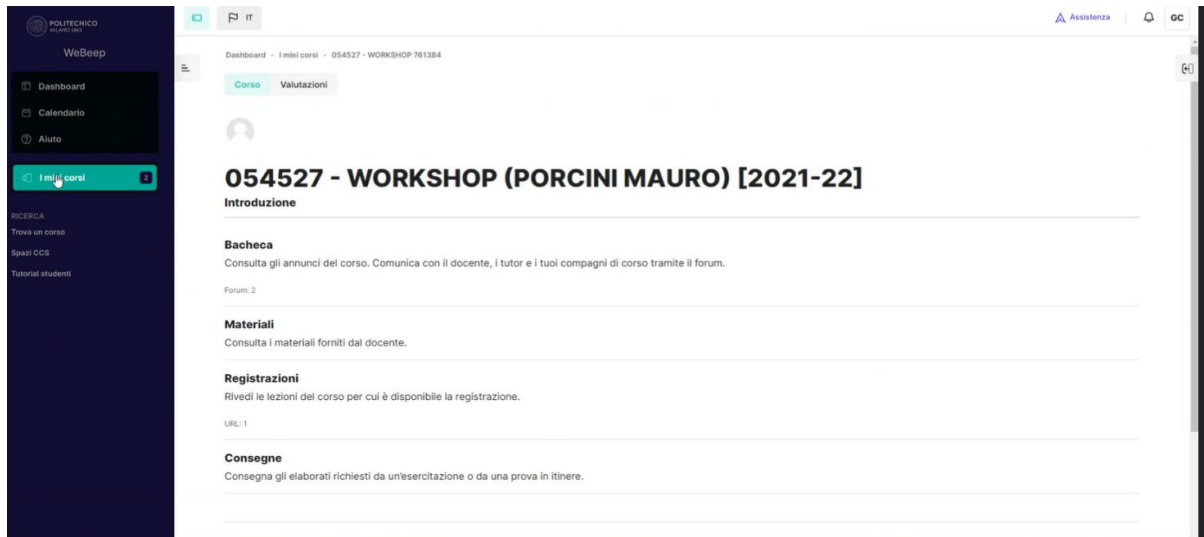 POLITECNICO
MILANO 1863
WeBeep
Dashboard
Calendario
Aiuto
I miei corsi 2
RICERCA
Trova un corso
Spazi CCS
Tutorial studenti
IT
Assistenza
GC
Dashboard - I miei corsi - 054527 - WORKSHOP 761384
Corso Valutazioni
054527 - WORKSHOP (PORCINI MAURO) [2021-22]
Introduzione
Bacheca
Consulta gli annunci del corso. Comunica con il docente, i tutor e i tuoi compagni di corso tramite il forum.
Forum: 2
Materiali
Consulta i materiali forniti dal docente.
Registrazioni
Rivedi le lezioni del corso per cui è disponibile la registrazione.
URL: 1
Consegne
Consegna gli elaborati richiesti da un'esercitazione o da una prova in itinere.